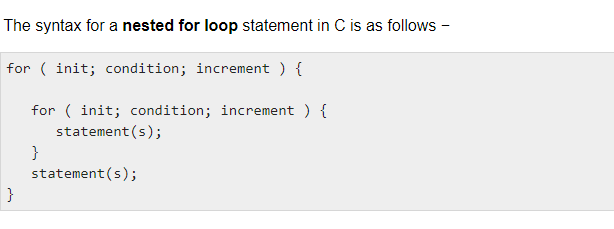 The syntax for a nested for loop statement in C is as follows −
for ( init; condition; increment ) {
for ( init; condition; increment ) {
statement(s);
}
statement(s);
}